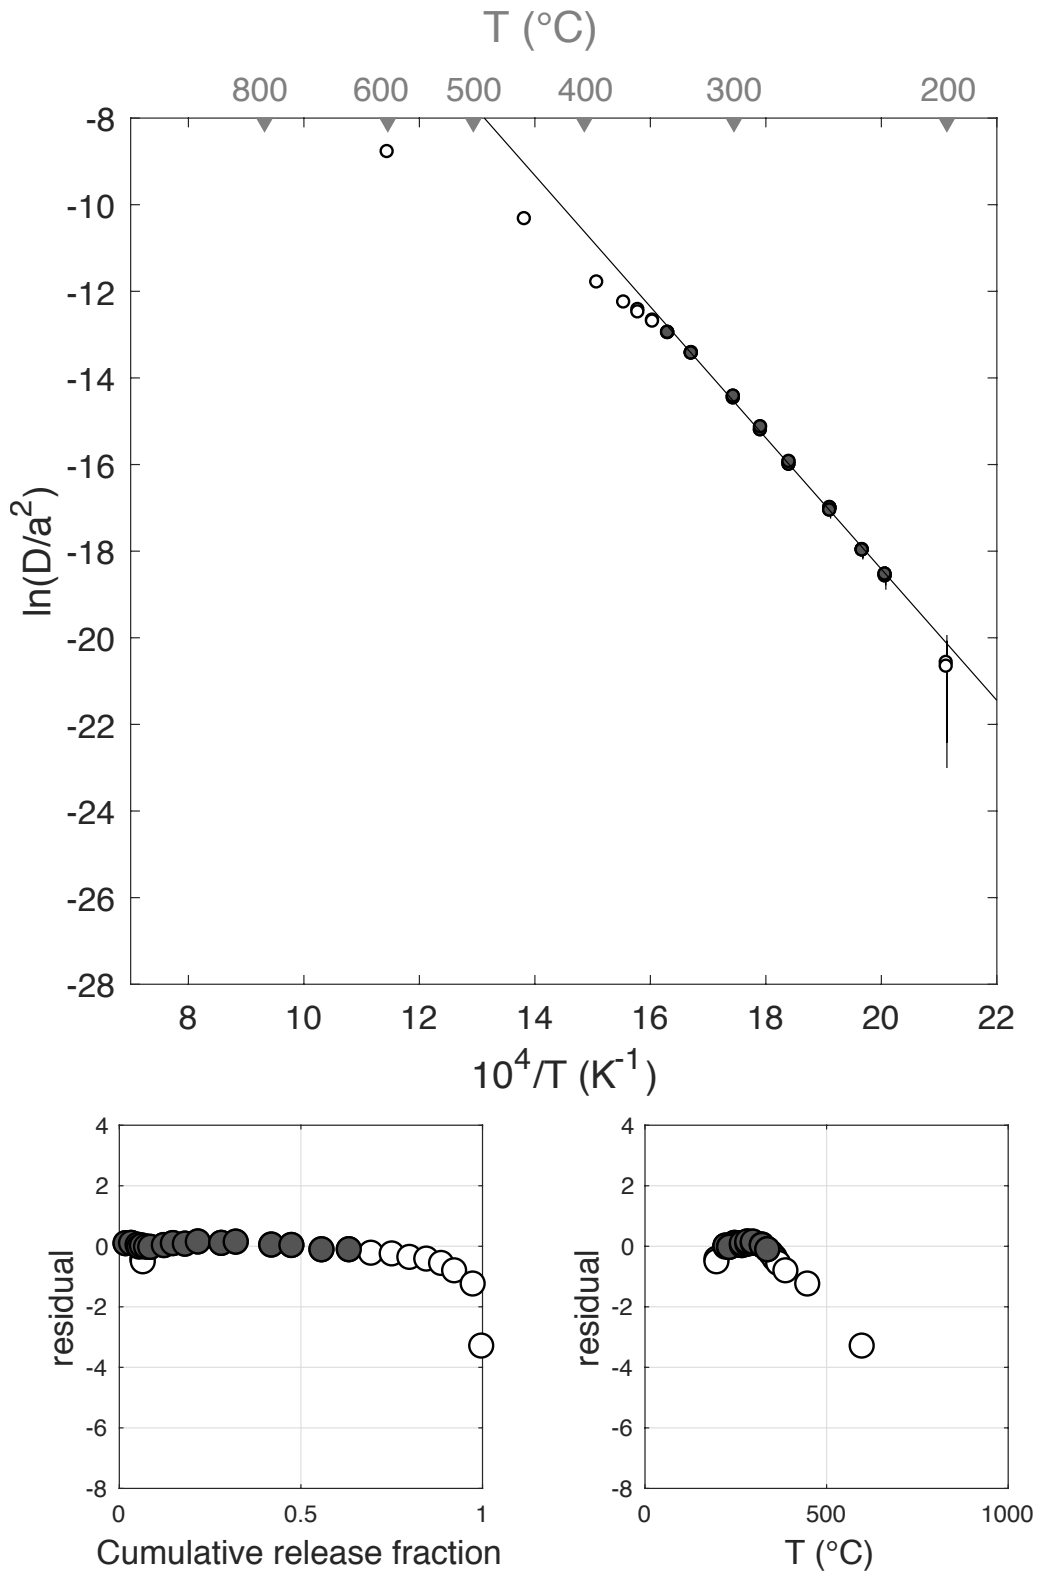 T (°C)
800 600 500 400 300 200
-8
-10
-12
-14
-16
-18
-20
-22
-24
-26
-28
ln(D/a²)
8 10 12 14 16 18 20 22
10⁴/T (K⁻¹)
4
2
0
-2
-4
-6
-8
residual
0 0.5 1
Cumulative release fraction
4
2
0
-2
-4
-6
-8
residual
0 500 1000
T (°C)